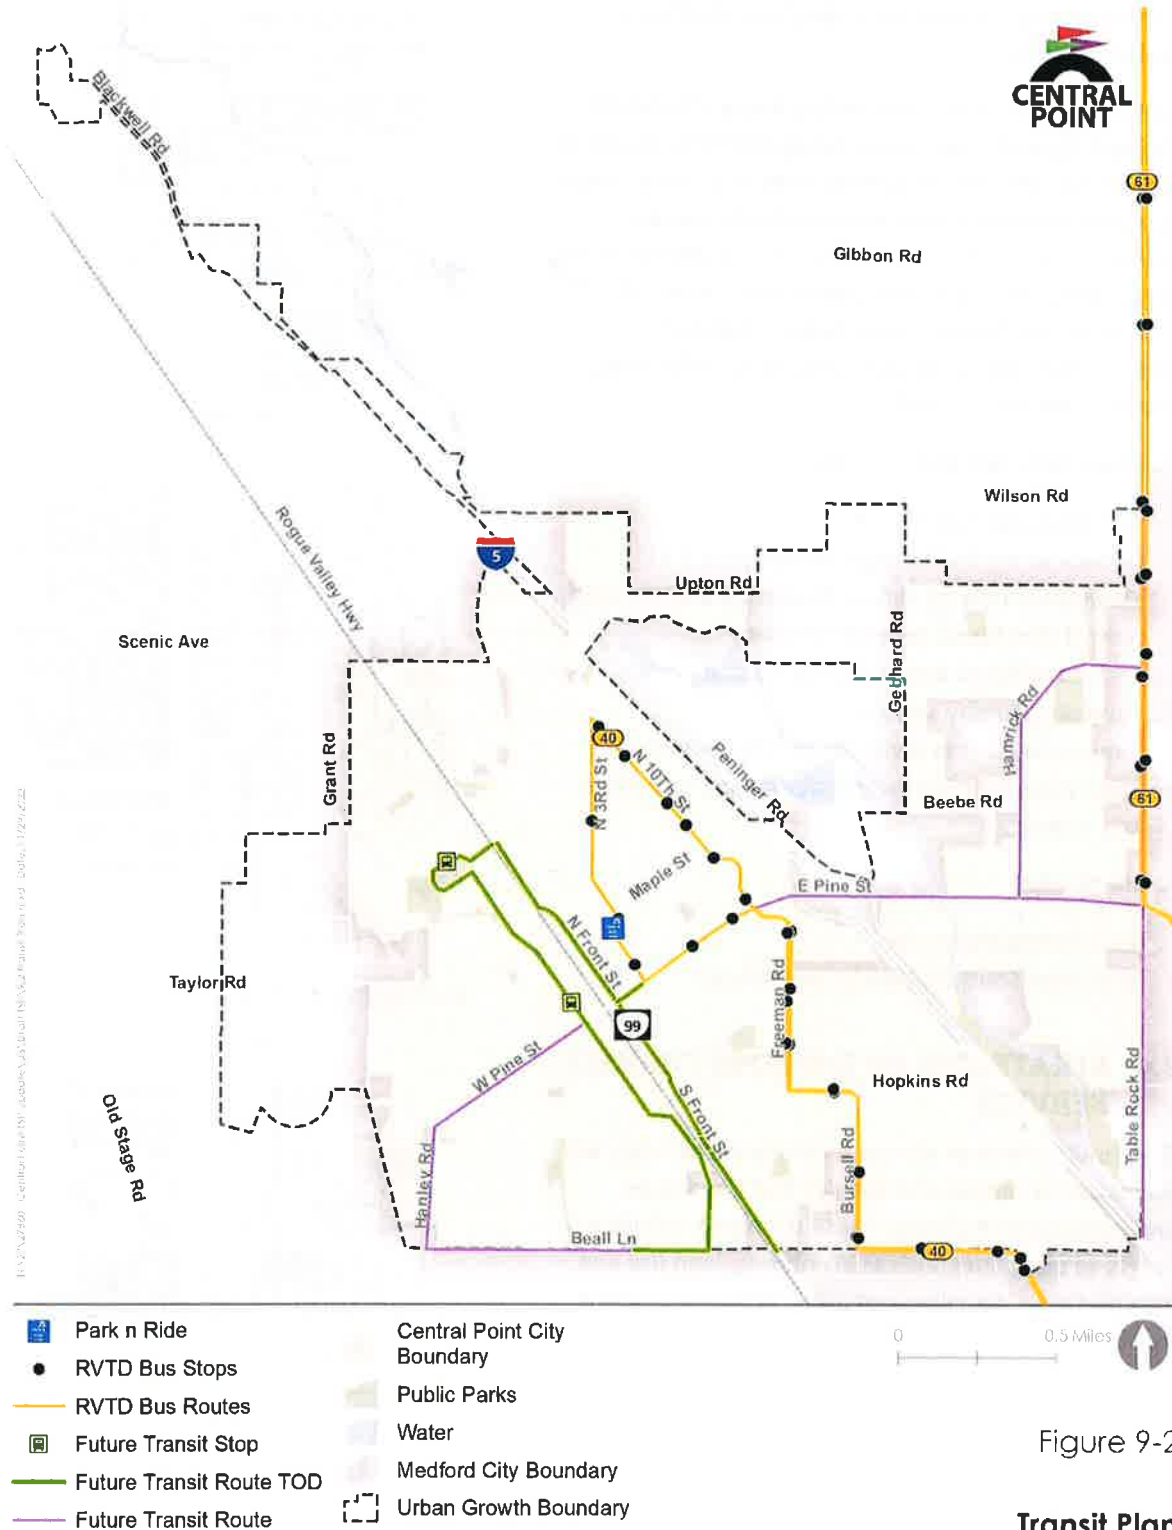 CENTRAL
POINT
Blackwell Rd
61
Gibbon Rd
Wilson Rd
Rogue Valley Hwy
5
Upton Rd
Scenic Ave
Gebhard Rd
Hamrick Rd
Grant Rd
40
N 3Rd St
N 10Th St
Peninger Rd
Beebe Rd
61
Maple St
E Pine St
N Front St
Taylor Rd
99
Freeman Rd
W Pine St
Hopkins Rd
S Front St
Old Stage Rd
Hanley Rd
Bursell Rd
Table Rock Rd
Beall Ln
40
Park n Ride
RVTD Bus Stops
RVTD Bus Routes
Future Transit Stop
Future Transit Route TOD
Future Transit Route
Central Point City
Boundary
Public Parks
Water
Medford City Boundary
Urban Growth Boundary
0 0.5 Miles
Figure 9-2
Transit Plan